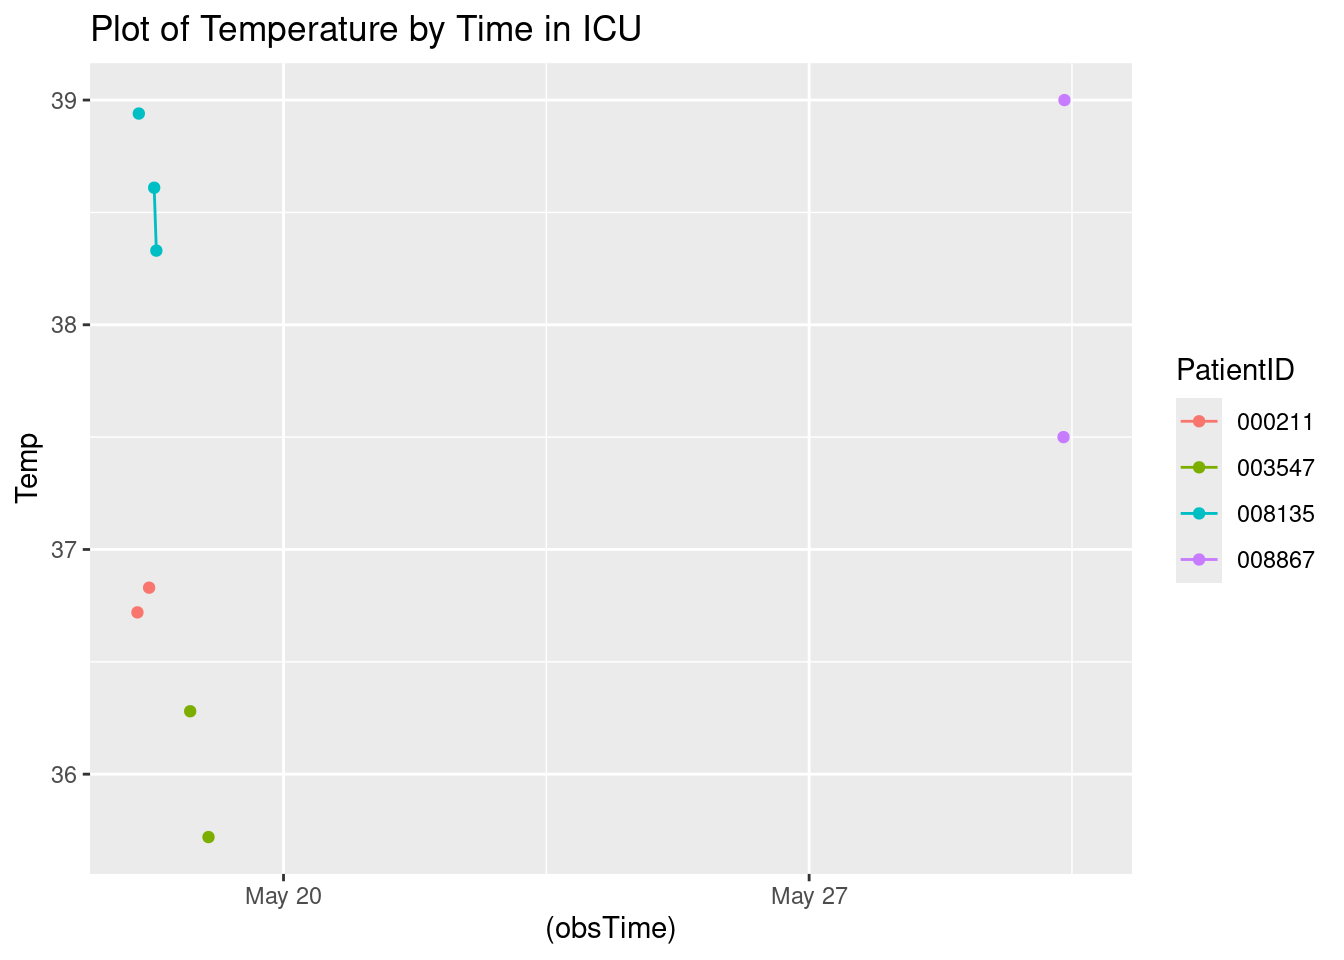 Plot of Temperature by Time in ICU
39
38
37
36
Temp
May 20
May 27
(obsTime)
PatientID
000211
003547
008135
008867